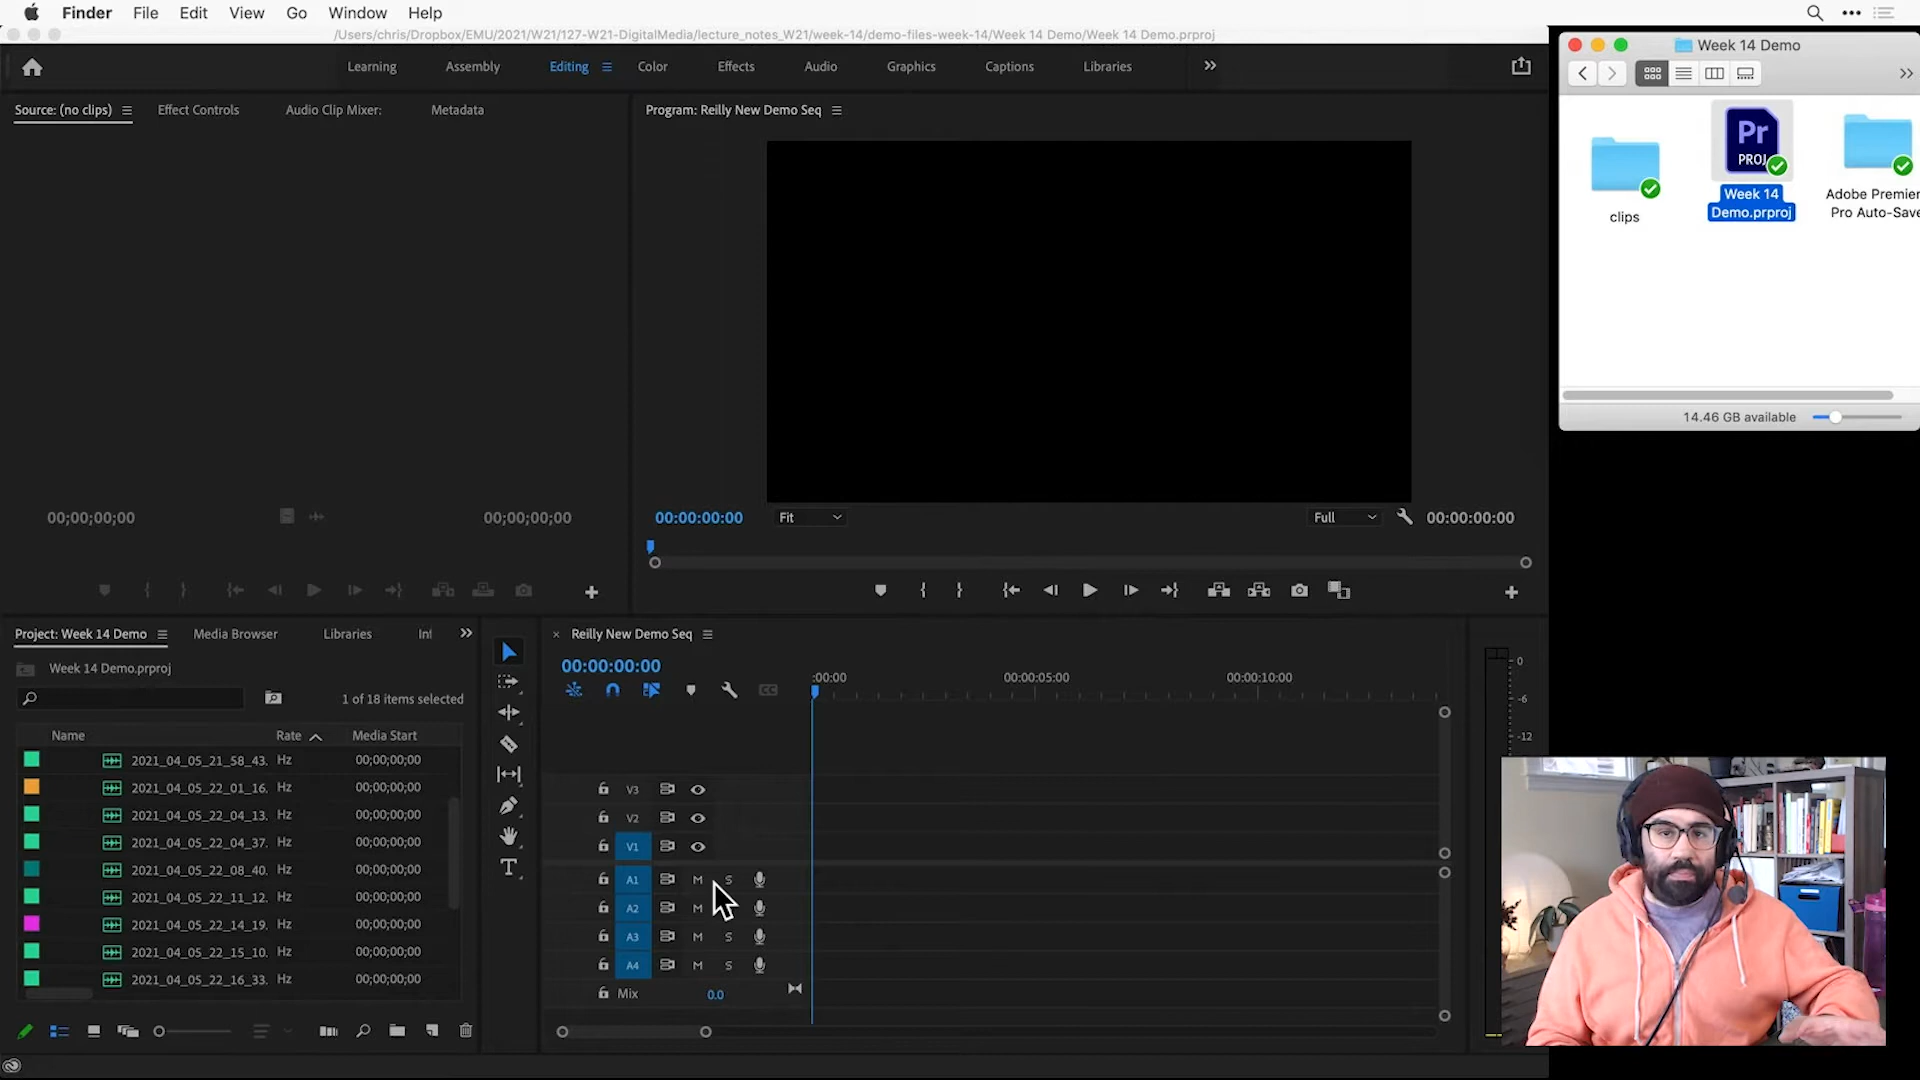 Finder File Edit View Go Window Help
/Users/chris/Dropbox/EMU/2021/W21/127-W21-DigitalMedia/lecture_notes_W21/week-14/demo-files-week-14/Week 14 Demo/Week 14 Demo.prproj
Learning Assembly Editing Color Effects Audio Graphics Captions Libraries
Source: (no clips) Effect Controls Audio Clip Mixer: Metadata
Program: Reilly New Demo Seq
00;00;00;00 00;00;00;00
00:00:00:00 Fit Full 00:00:00:00
Week 14 Demo
Pr
PROJ
clips
Week 14
Demo.prproj
Adobe Premier
Pro Auto-Save
14.46 GB available
Project: Week 14 Demo Media Browser Libraries Inf
Week 14 Demo.prproj
1 of 18 items selected
Name Rate Media Start
2021_04_05_21_58_43. Hz 00;00;00;00
2021_04_05_22_01_16. Hz 00;00;00;00
2021_04_05_22_04_13. Hz 00;00;00;00
2021_04_05_22_04_37. Hz 00;00;00;00
2021_04_05_22_08_40. Hz 00;00;00;00
2021_04_05_22_11_12. Hz 00;00;00;00
2021_04_05_22_14_19. Hz 00;00;00;00
2021_04_05_22_15_10. Hz 00;00;00;00
2021_04_05_22_16_33. Hz 00;00;00;00
T
× Reilly New Demo Seq
00:00:00:00
CC
:00:00 00:00:05:00 00:00:10:00
V3
V2
V1
A1 M S
A2 M
A3 M S
A4 M S
Mix 0.0
0
-6
-12